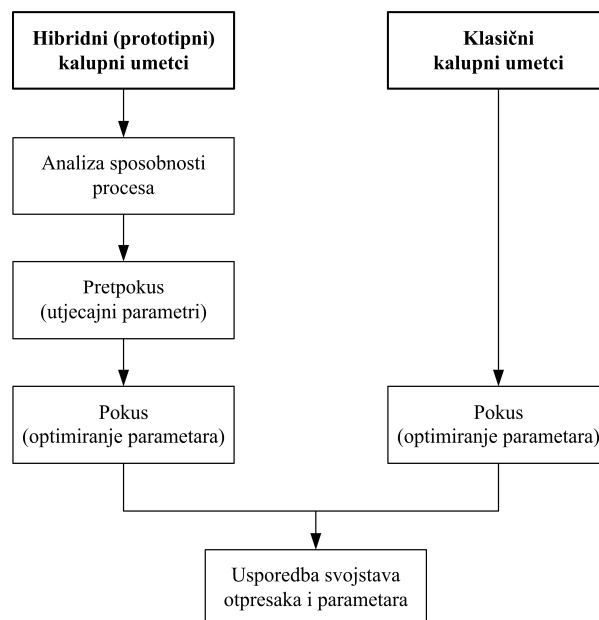 Hibridni (prototipni)
kalupni umetci
Klasični
kalupni umetci
Analiza sposobnosti
procesa
Pretpokus
(utjecajni parametri)
Pokus
(optimiranje parametara)
Pokus
(optimiranje parametara)
Usporedba svojstava
otpresaka i parametara